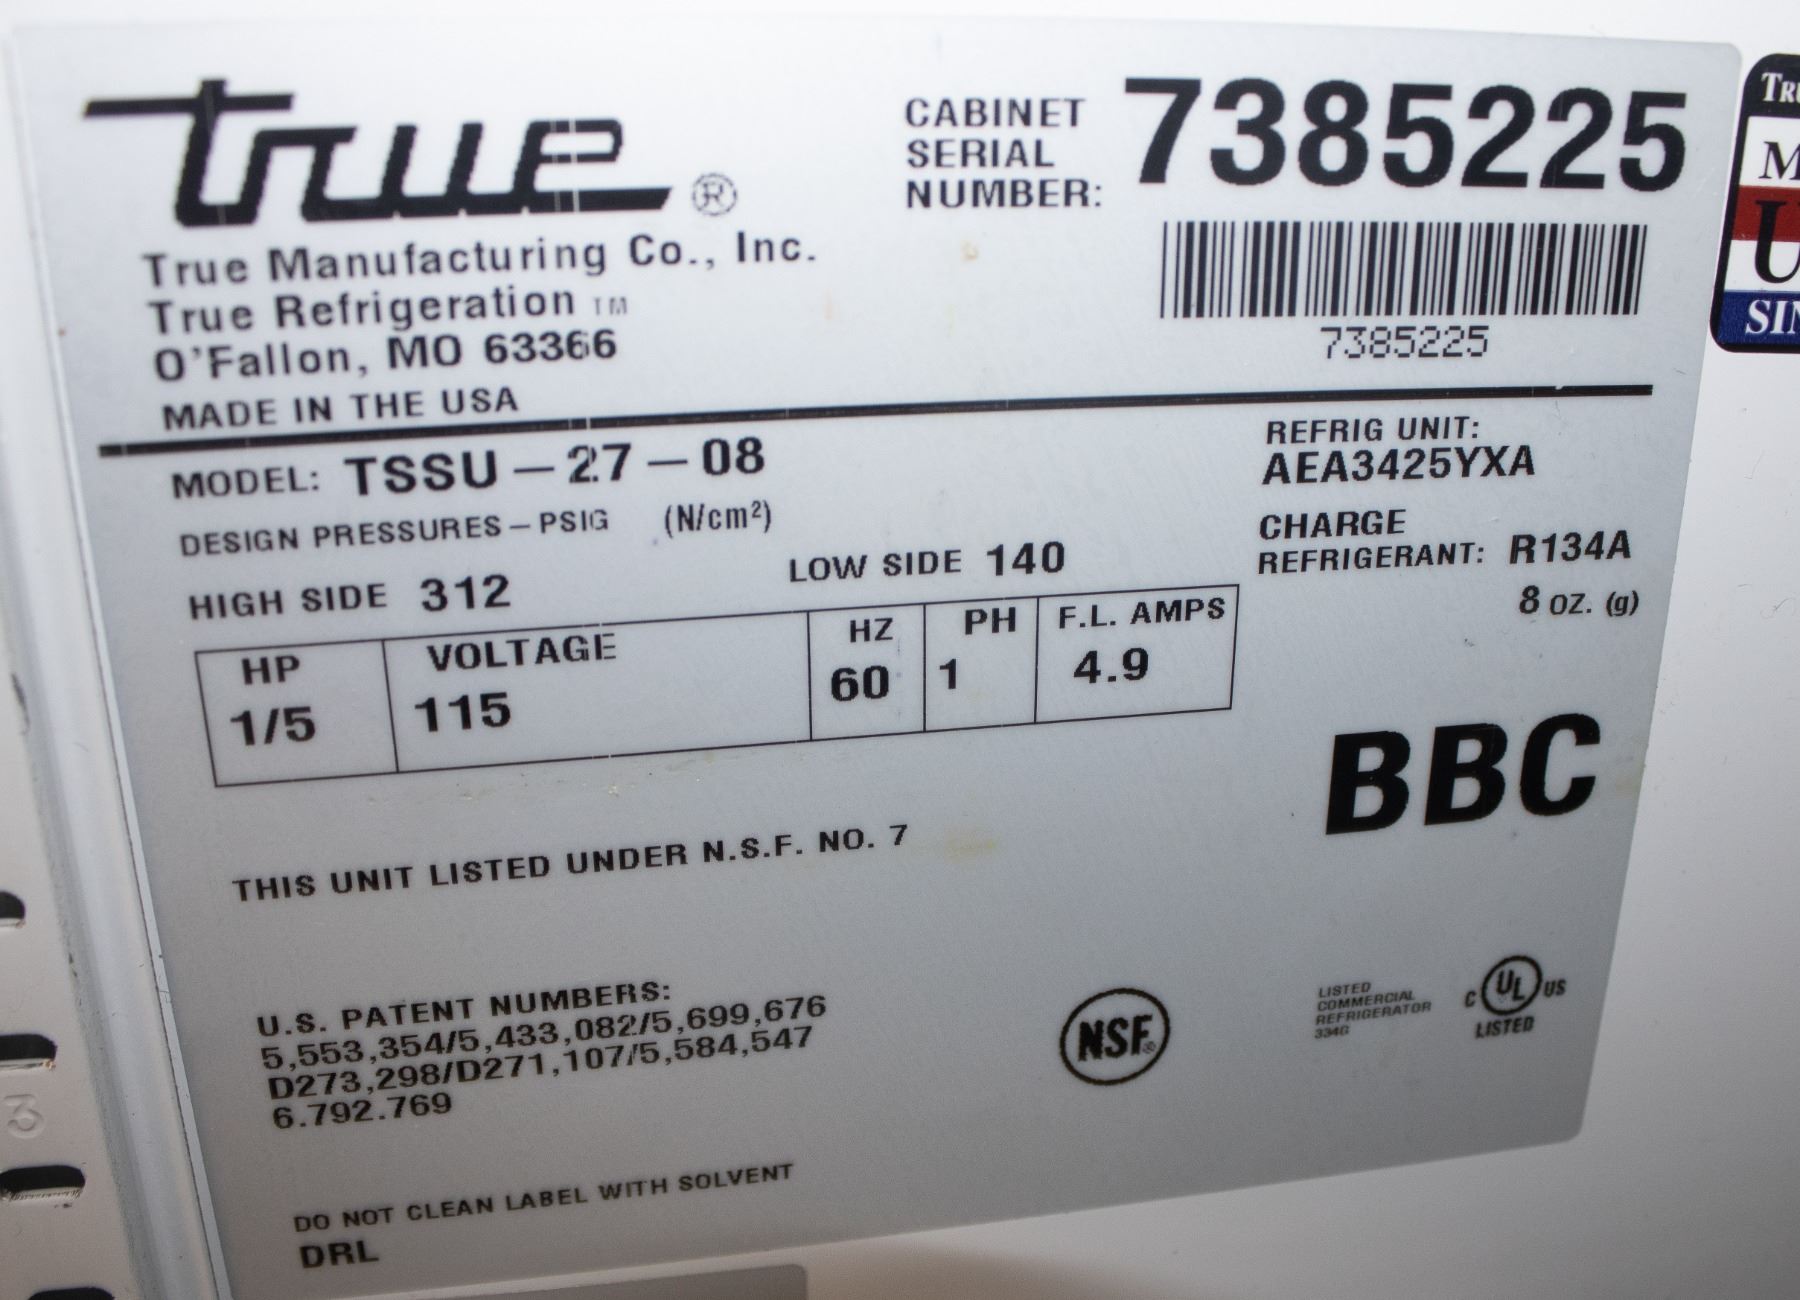 true®
True Manufacturing Co., Inc.
True Refrigeration TM
O'Fallon, MO 63366
MADE IN THE USA
CABINET
SERIAL
NUMBER: 7385225
7385225
MODEL: TSSU-27-08
DESIGN PRESSURES-PSIG (N/cm²)
HIGH SIDE 312
LOW SIDE 140
REFRIG UNIT:
AEA3425YXA
CHARGE
REFRIGERANT: R134A
8 OZ. (g)
HP VOLTAGE HZ PH F.L. AMPS
1/5 115 60 1 4.9
BBC
THIS UNIT LISTED UNDER N.S.F. NO. 7
U.S. PATENT NUMBERS:
5,553,354/5,433,082/5,699,676
D273,298/D271,107/5,584,547
6.792.769
NSF®
LISTED
COMMERCIAL
REFRIGERATOR
334G
C UL US
LISTED
DO NOT CLEAN LABEL WITH SOLVENT
DRL
3